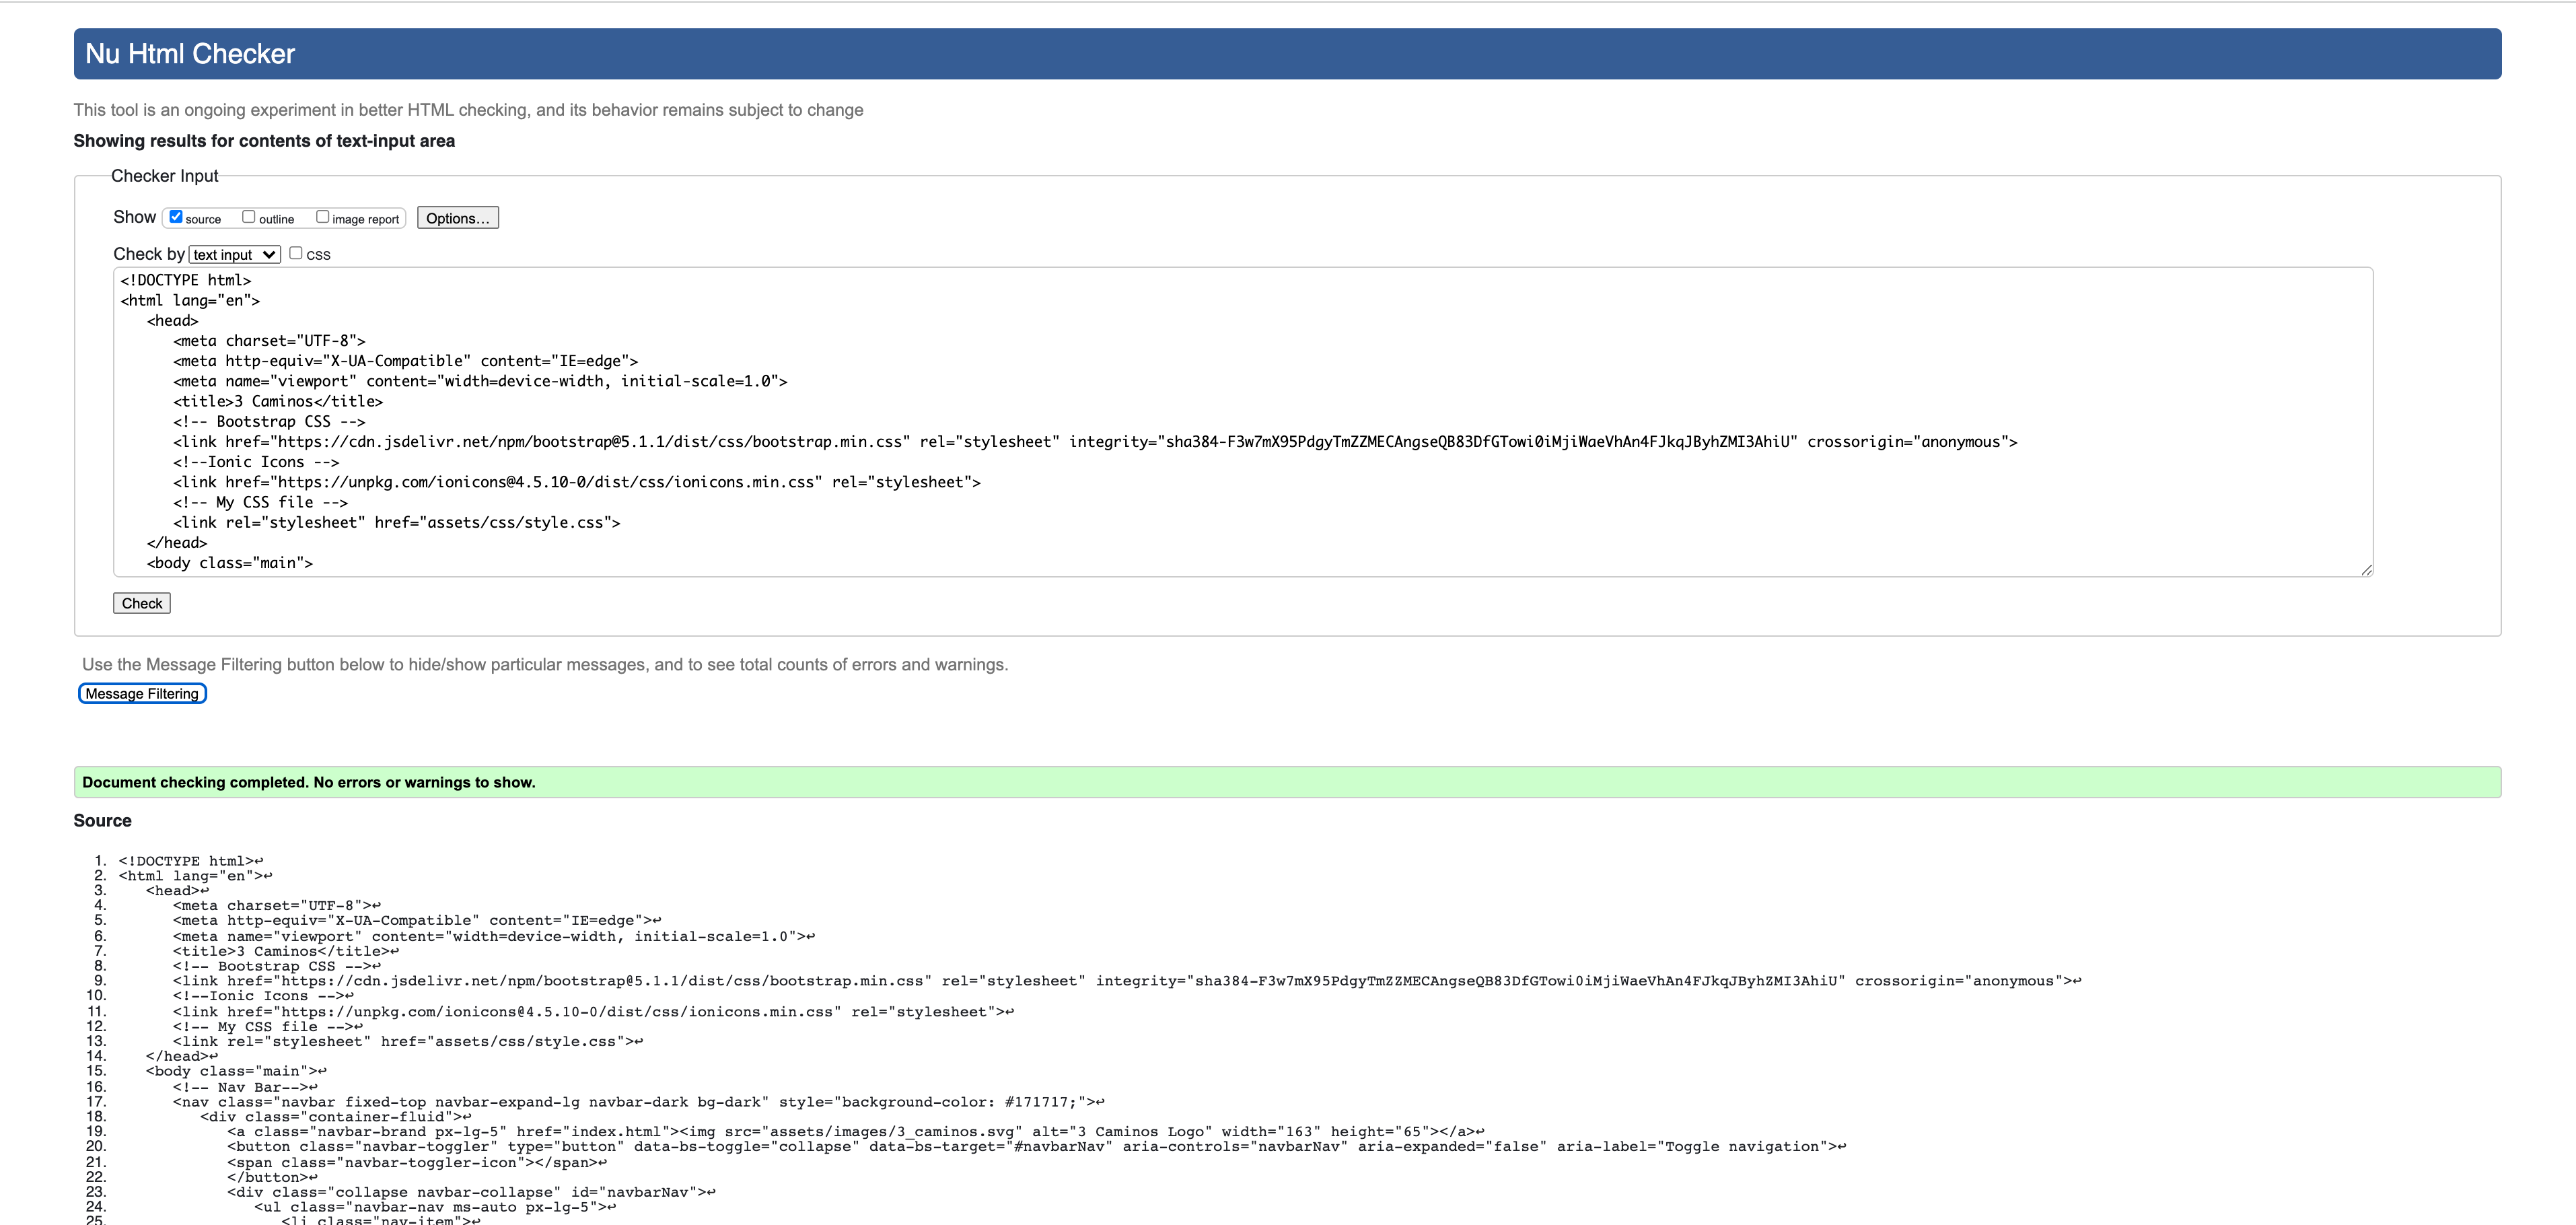 Nu Html Checker
This tool is an ongoing experiment in better HTML checking, and its behavior remains subject to change
Showing results for contents of text-input area
Checker Input
Show source outline image report Options...
Check by text input CSS
<!DOCTYPE html>
<html lang="en">
<head>
<meta charset="UTF-8">
<meta http-equiv="X-UA-Compatible" content="IE=edge">
<meta name="viewport" content="width=device-width, initial-scale=1.0">
<title>3 Caminos</title>
<!-- Bootstrap CSS -->
<link href="https://cdn.jsdelivr.net/npm/bootstrap@5.1.1/dist/css/bootstrap.min.css" rel="stylesheet" integrity="sha384-F3w7mX95PdgyTmZZMECAngseQB83DfGTowi0iMjiWaeVhAn4FJkqJByhZMI3AhiU" crossorigin="anonymous">
<!--Ionic Icons -->
<link href="https://unpkg.com/ionicons@4.5.10-0/dist/css/ionicons.min.css" rel="stylesheet">
<!-- My CSS file -->
<link rel="stylesheet" href="assets/css/style.css">
</head>
<body class="main">
Check
Use the Message Filtering button below to hide/show particular messages, and to see total counts of errors and warnings.
Message Filtering
Document checking completed. No errors or warnings to show.
Source
1. <!DOCTYPE html>↩
2. <html lang="en">↩
3. <head>↩
4. <meta charset="UTF-8">↩
5. <meta http-equiv="X-UA-Compatible" content="IE=edge">↩
6. <meta name="viewport" content="width=device-width, initial-scale=1.0">↩
7. <title>3 Caminos</title>↩
8. <!-- Bootstrap CSS -->↩
9. <link href="https://cdn.jsdelivr.net/npm/bootstrap@5.1.1/dist/css/bootstrap.min.css" rel="stylesheet" integrity="sha384-F3w7mX95PdgyTmZZMECAngseQB83DfGTowi0iMjiWaeVhAn4FJkqJByhZMI3AhiU" crossorigin="anonymous">↩
10. <!--Ionic Icons -->↩
11. <link href="https://unpkg.com/ionicons@4.5.10-0/dist/css/ionicons.min.css" rel="stylesheet">↩
12. <!-- My CSS file -->↩
13. <link rel="stylesheet" href="assets/css/style.css">↩
14. </head>↩
15. <body class="main">↩
16. <!-- Nav Bar-->↩
17. <nav class="navbar fixed-top navbar-expand-lg navbar-dark bg-dark" style="background-color: #171717;">↩
18. <div class="container-fluid">↩
19. <a class="navbar-brand px-lg-5" href="index.html"><img src="assets/images/3_caminos.svg" alt="3 Caminos Logo" width="163" height="65"></a>↩
20. <button class="navbar-toggler" type="button" data-bs-toggle="collapse" data-bs-target="#navbarNav" aria-controls="navbarNav" aria-expanded="false" aria-label="Toggle navigation">↩
21. <span class="navbar-toggler-icon"></span>↩
22. </button>↩
23. <div class="collapse navbar-collapse" id="navbarNav">↩
24. <ul class="navbar-nav ms-auto px-lg-5">↩
25. <li class="nav-item">↩